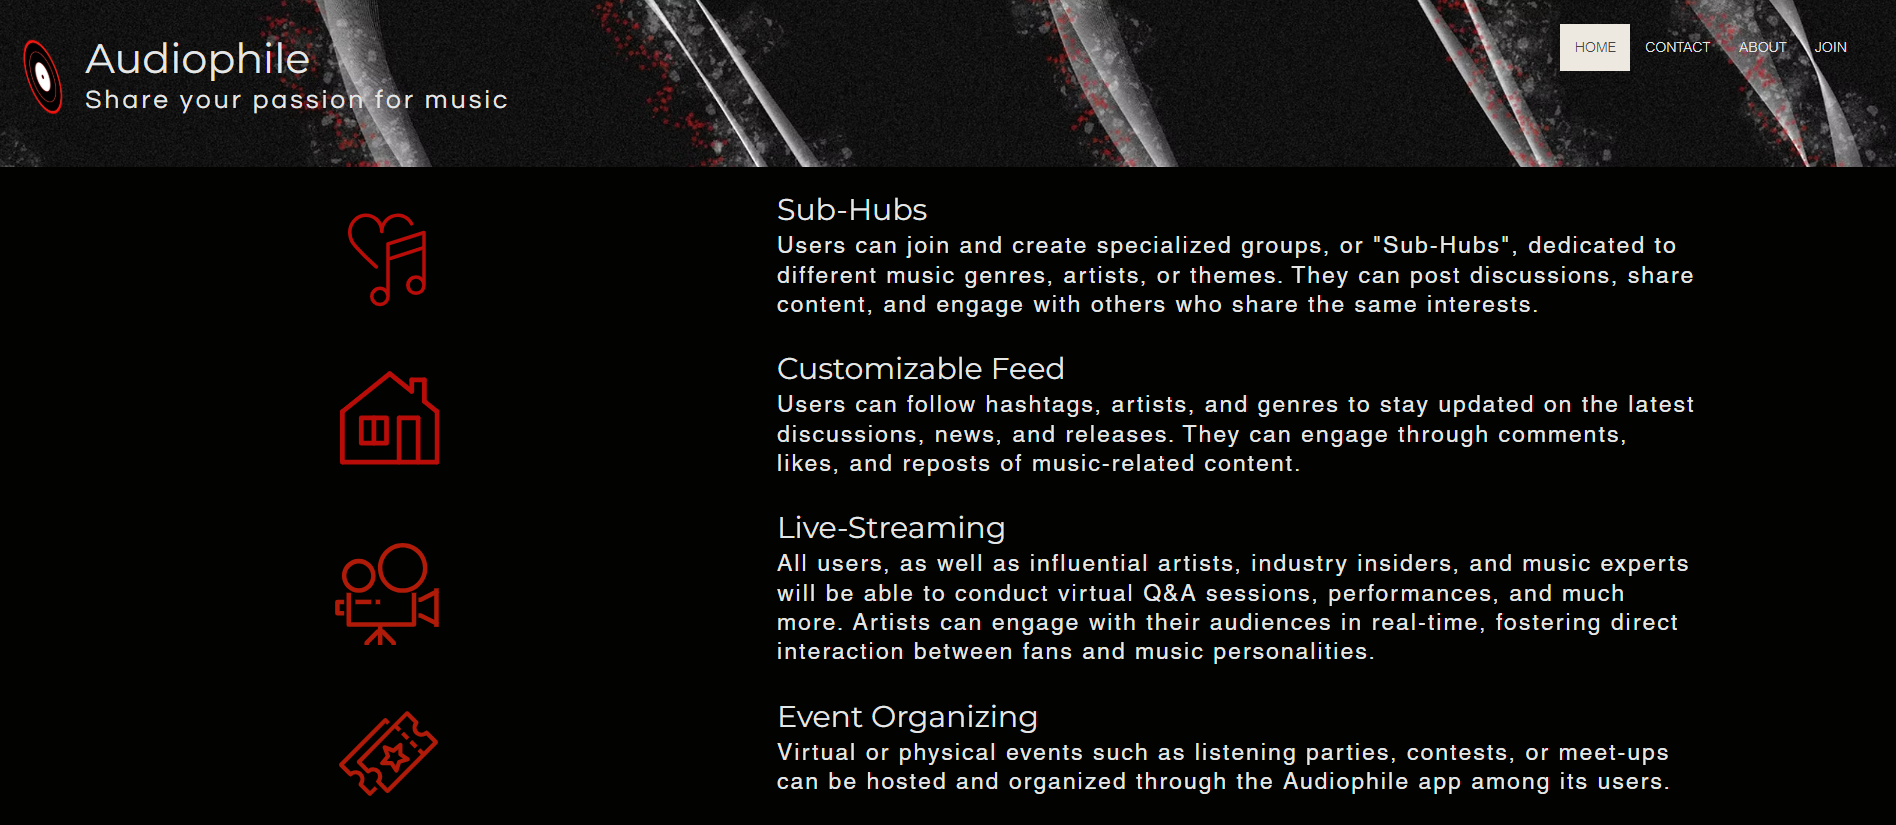 Audiophile
Share your passion for music
HOME CONTACT ABOUT JOIN
Sub-Hubs
Users can join and create specialized groups, or "Sub-Hubs", dedicated to
different music genres, artists, or themes. They can post discussions, share
content, and engage with others who share the same interests.
Customizable Feed
Users can follow hashtags, artists, and genres to stay updated on the latest
discussions, news, and releases. They can engage through comments,
likes, and reposts of music-related content.
Live-Streaming
All users, as well as influential artists, industry insiders, and music experts
will be able to conduct virtual Q&A sessions, performances, and much
more. Artists can engage with their audiences in real-time, fostering direct
interaction between fans and music personalities.
Event Organizing
Virtual or physical events such as listening parties, contests, or meet-ups
can be hosted and organized through the Audiophile app among its users.